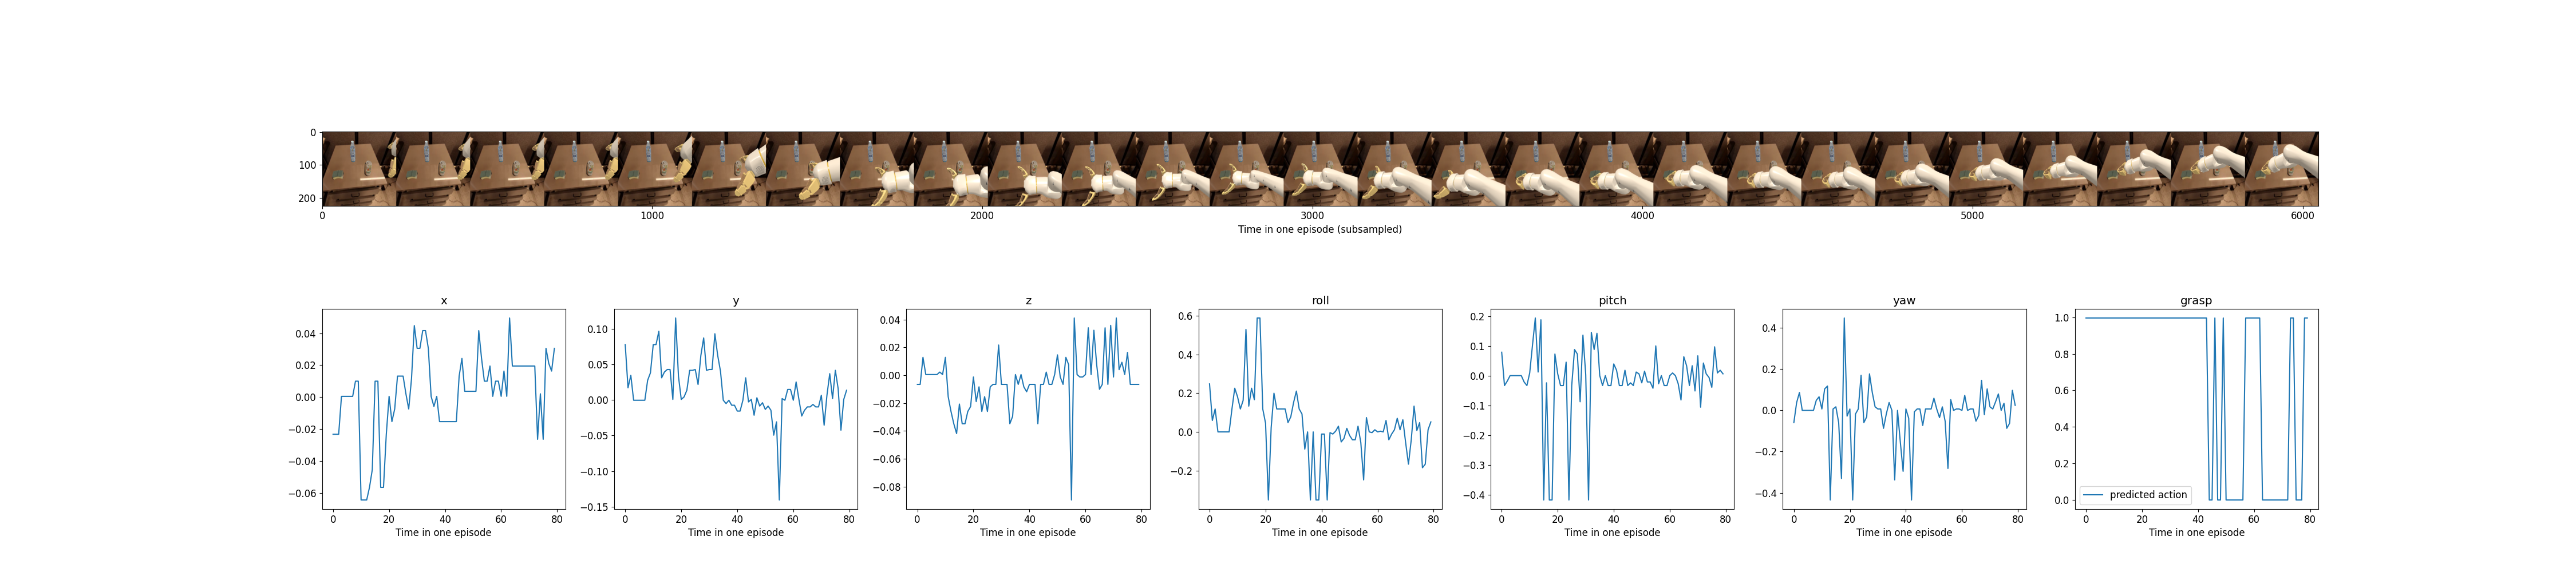 0
100
200
0 1000 2000 3000 4000 5000 6000
Time in one episode (subsampled)
x
0.04
0.02
0.00
−0.02
−0.04
−0.06
0 20 40 60 80
Time in one episode
y
0.10
0.05
0.00
−0.05
−0.10
−0.15
0 20 40 60 80
Time in one episode
z
0.04
0.02
0.00
−0.02
−0.04
−0.06
−0.08
0 20 40 60 80
Time in one episode
roll
0.6
0.4
0.2
0.0
−0.2
0 20 40 60 80
Time in one episode
pitch
0.2
0.1
0.0
−0.1
−0.2
−0.3
−0.4
0 20 40 60 80
Time in one episode
yaw
0.4
0.2
0.0
−0.2
−0.4
0 20 40 60 80
Time in one episode
grasp
1.0
0.8
0.6
0.4
0.2
0.0
predicted action
0 20 40 60 80
Time in one episode